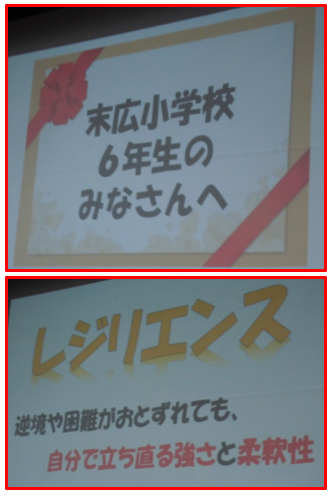 末広小学校
６年生の
みなさんへ
レジリエンス
逆境や困難がおとずれても、
自分で立ち直る強さと柔軟性